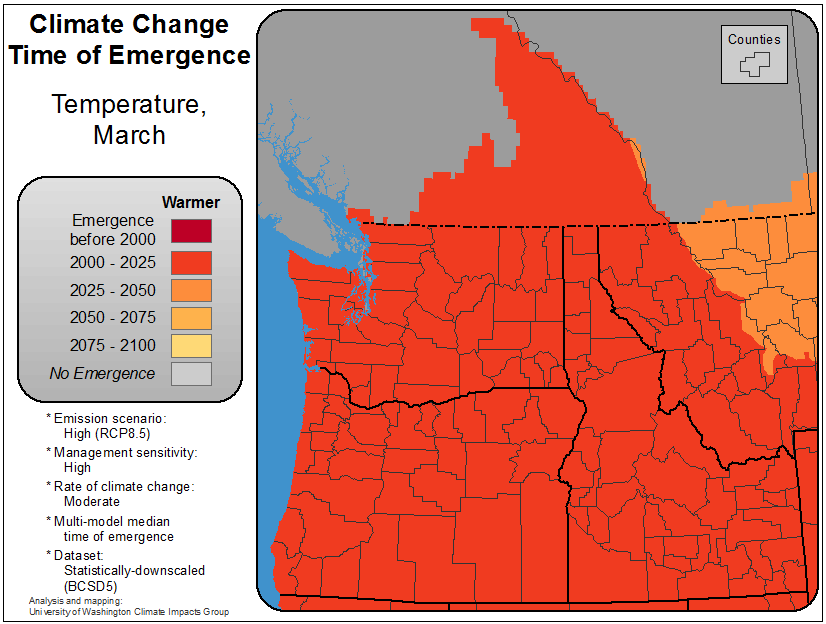 Climate Change
Time of Emergence
Temperature,
March
Warmer
Emergence
before 2000
2000 - 2025
2025 - 2050
2050 - 2075
2075 - 2100
No Emergence
* Emission scenario:
High (RCP8.5)
* Management sensitivity:
High
* Rate of climate change:
Moderate
* Multi-model median
time of emergence
* Dataset:
Statistically-downscaled
(BCSD5)
Analysis and mapping:
University of Washington Climate Impacts Group
Counties